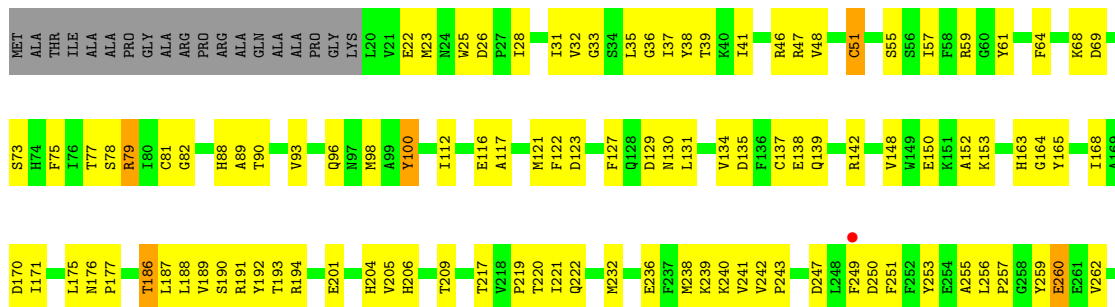 MET ALA THR ILE ALA ALA PRO GLY ALA ARG PRO ARG ALA GLN ALA ALA PRO GLY LYS L20 V21 E22 M23 N24 W25 D26 P27 I28 I31 V32 G33 S34 L35 G36 I37 Y38 T39 K40 I41 R46 R47 V48 C51 S55 S56 I57 F58 R59 G60 Y61 F64 K68 D69
S73 H74 F75 I76 T77 S78 R79 I80 C81 G82 H88 A89 T90 V93 Q96 N97 M98 A99 Y100 I112 E116 A117 M121 F122 D123 F127 Q128 D129 N130 L131 V134 D135 F136 C137 E138 Q139 R142 V148 W149 E150 K151 A152 K153 H163 G164 Y165 I168 A169
D170 I171 L175 N176 P177 T186 L187 L188 V189 S190 R191 Y192 T193 R194 E201 H204 V205 H206 T209 T217 V218 P219 T220 I221 Q222 M232 E236 F237 M238 K239 K240 V241 V242 P243 D247 L248 F249 D250 F251 F252 Y253 E254 A255 L256 P257 G258 Y259 E260 E261 V262